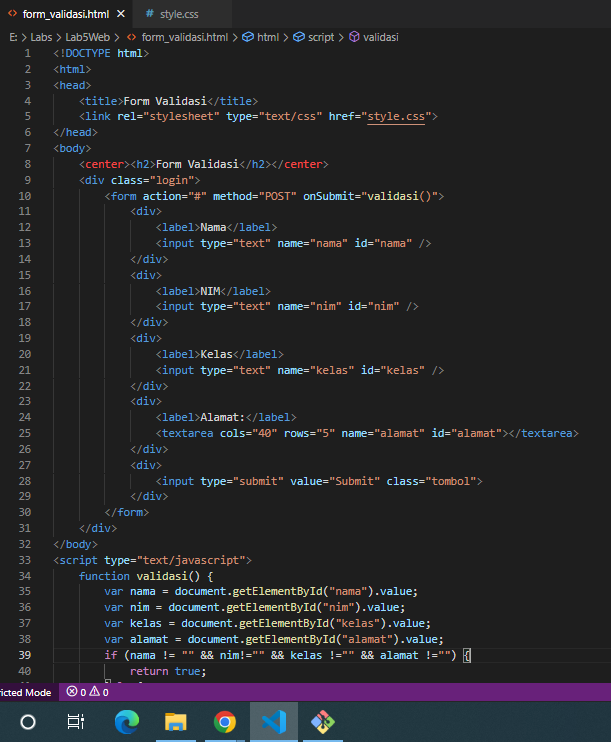 form_validasi.html
style.css
E: > Labs > Lab5Web > form_validasi.html > html > script > validasi
1 <!DOCTYPE html>
2 <html>
3 <head>
4 <title>Form Validasi</title>
5 <link rel="stylesheet" type="text/css" href="style.css">
6 </head>
7 <body>
8 <center><h2>Form Validasi</h2></center>
9 <div class="login">
10 <form action="#" method="POST" onSubmit="validasi()">
11 <div>
12 <label>Nama</label>
13 <input type="text" name="nama" id="nama" />
14 </div>
15 <div>
16 <label>NIM</label>
17 <input type="text" name="nim" id="nim" />
18 </div>
19 <div>
20 <label>Kelas</label>
21 <input type="text" name="kelas" id="kelas" />
22 </div>
23 <div>
24 <label>Alamat:</label>
25 <textarea cols="40" rows="5" name="alamat" id="alamat"></textarea>
26 </div>
27 <div>
28 <input type="submit" value="Submit" class="tombol">
29 </div>
30 </form>
31 </div>
32 </body>
33 <script type="text/javascript">
34 function validasi() {
35 var nama = document.getElementById("nama").value;
36 var nim = document.getElementById("nim").value;
37 var kelas = document.getElementById("kelas").value;
38 var alamat = document.getElementById("alamat").value;
39 if (nama != "" && nim!="" && kelas !="" && alamat !="") {
40 return true;
ricted Mode 0 0